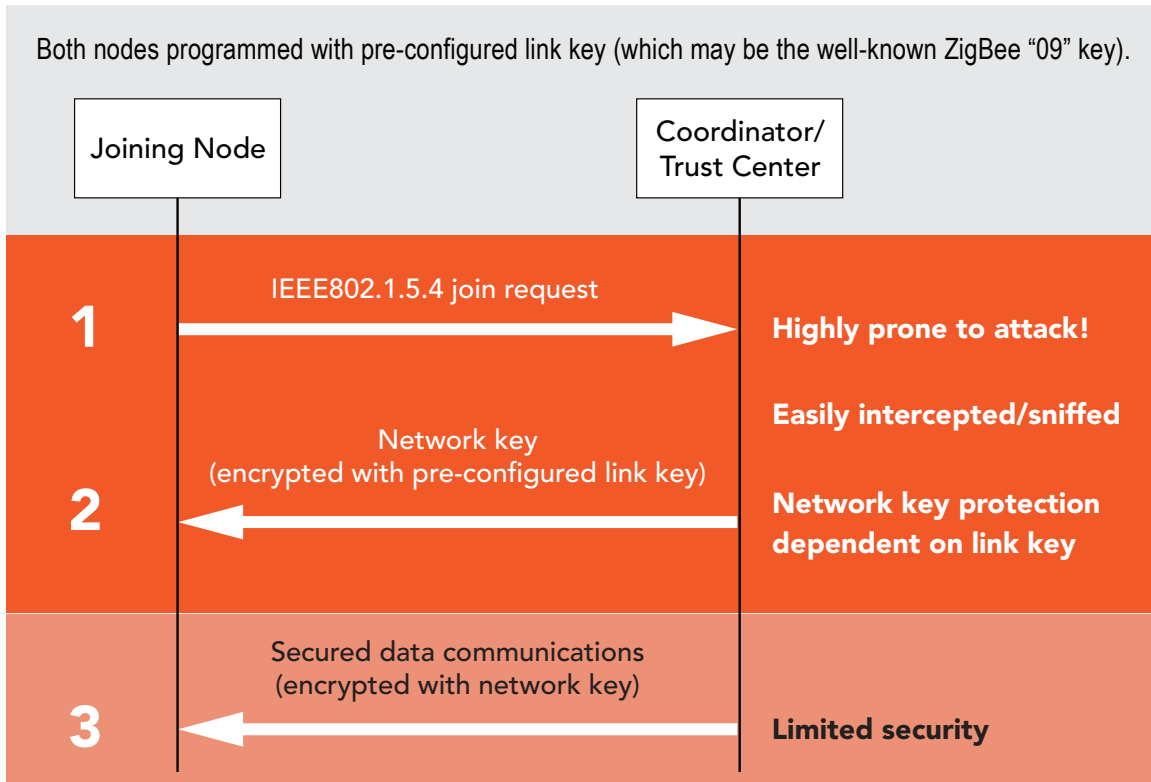 Both nodes programmed with pre-configured link key (which may be the well-known ZigBee “09” key).
Joining Node
Coordinator/
Trust Center
1
IEEE802.1.5.4 join request
Highly prone to attack!
Easily intercepted/sniffed
2
Network key
(encrypted with pre-configured link key)
Network key protection
dependent on link key
3
Secured data communications
(encrypted with network key)
Limited security